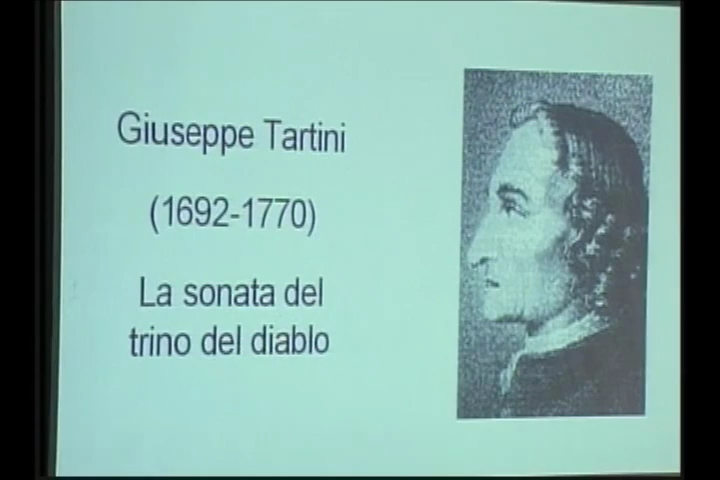 Giuseppe Tartini
(1692-1770)
La sonata del
trino del diablo